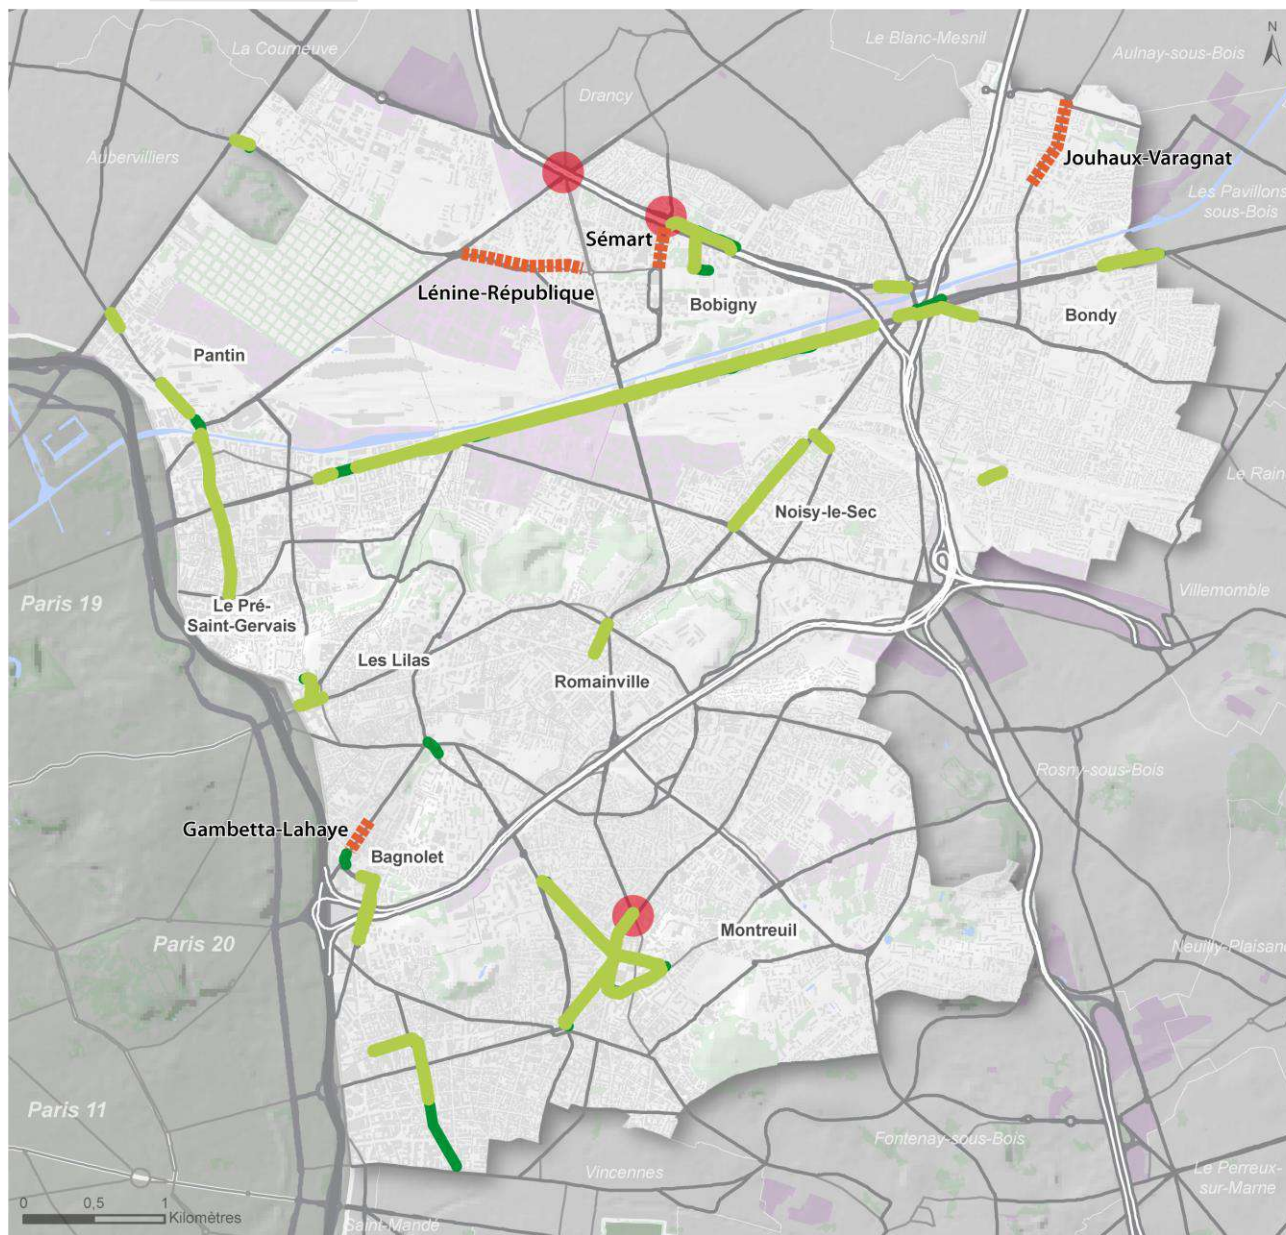 N
La Courneuve
Le Blanc-Mesnil
Aulnay-sous-Bois
Drancy
Aubervilliers
Jouhaux-Varagnat
Les Pavillons
sous-Bois
Sémart
Lénine-République
Bobigny
Bondy
Pantin
Le Rain
Noisy-le-Sec
Villemomble
Paris 19
Le Pré-
Saint-Gervais
Les Lilas
Romainville
Rosny-sous-Bois
Gambetta-Lahaye
Bagnolet
Montreuil
Paris 20
Neuilly-Plaisanc
Paris 11
Fontenay-sous-Bois
Vincennes
Le Perreux-
sur-Marne
0 0,5 1
Kilomètres
Saint-Mandé